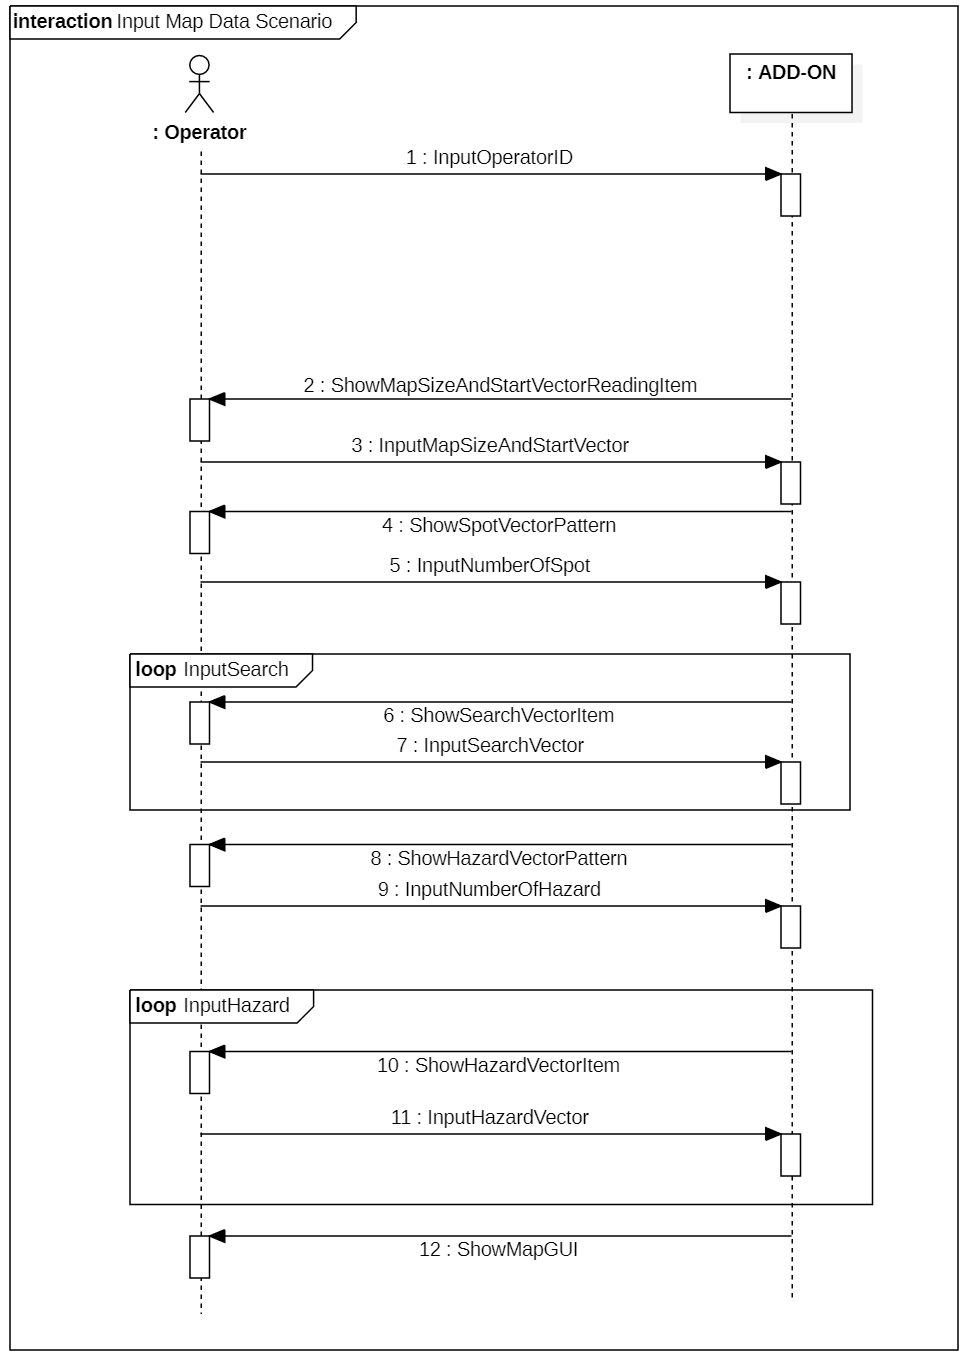 interaction Input Map Data Scenario
: Operator
: ADD-ON
1 : InputOperatorID
2 : ShowMapSizeAndStartVectorReadingItem
3 : InputMapSizeAndStartVector
4 : ShowSpotVectorPattern
5 : InputNumberOfSpot
loop InputSearch
6 : ShowSearchVectorItem
7 : InputSearchVector
8 : ShowHazardVectorPattern
9 : InputNumberOfHazard
loop InputHazard
10 : ShowHazardVectorItem
11 : InputHazardVector
12 : ShowMapGUI